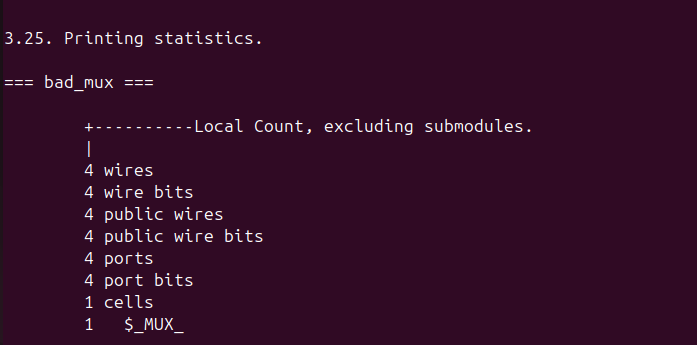 3.25. Printing statistics.
=== bad_mux ===
+----------Local Count, excluding submodules.
|
4 wires
4 wire bits
4 public wires
4 public wire bits
4 ports
4 port bits
1 cells
1   $_MUX_